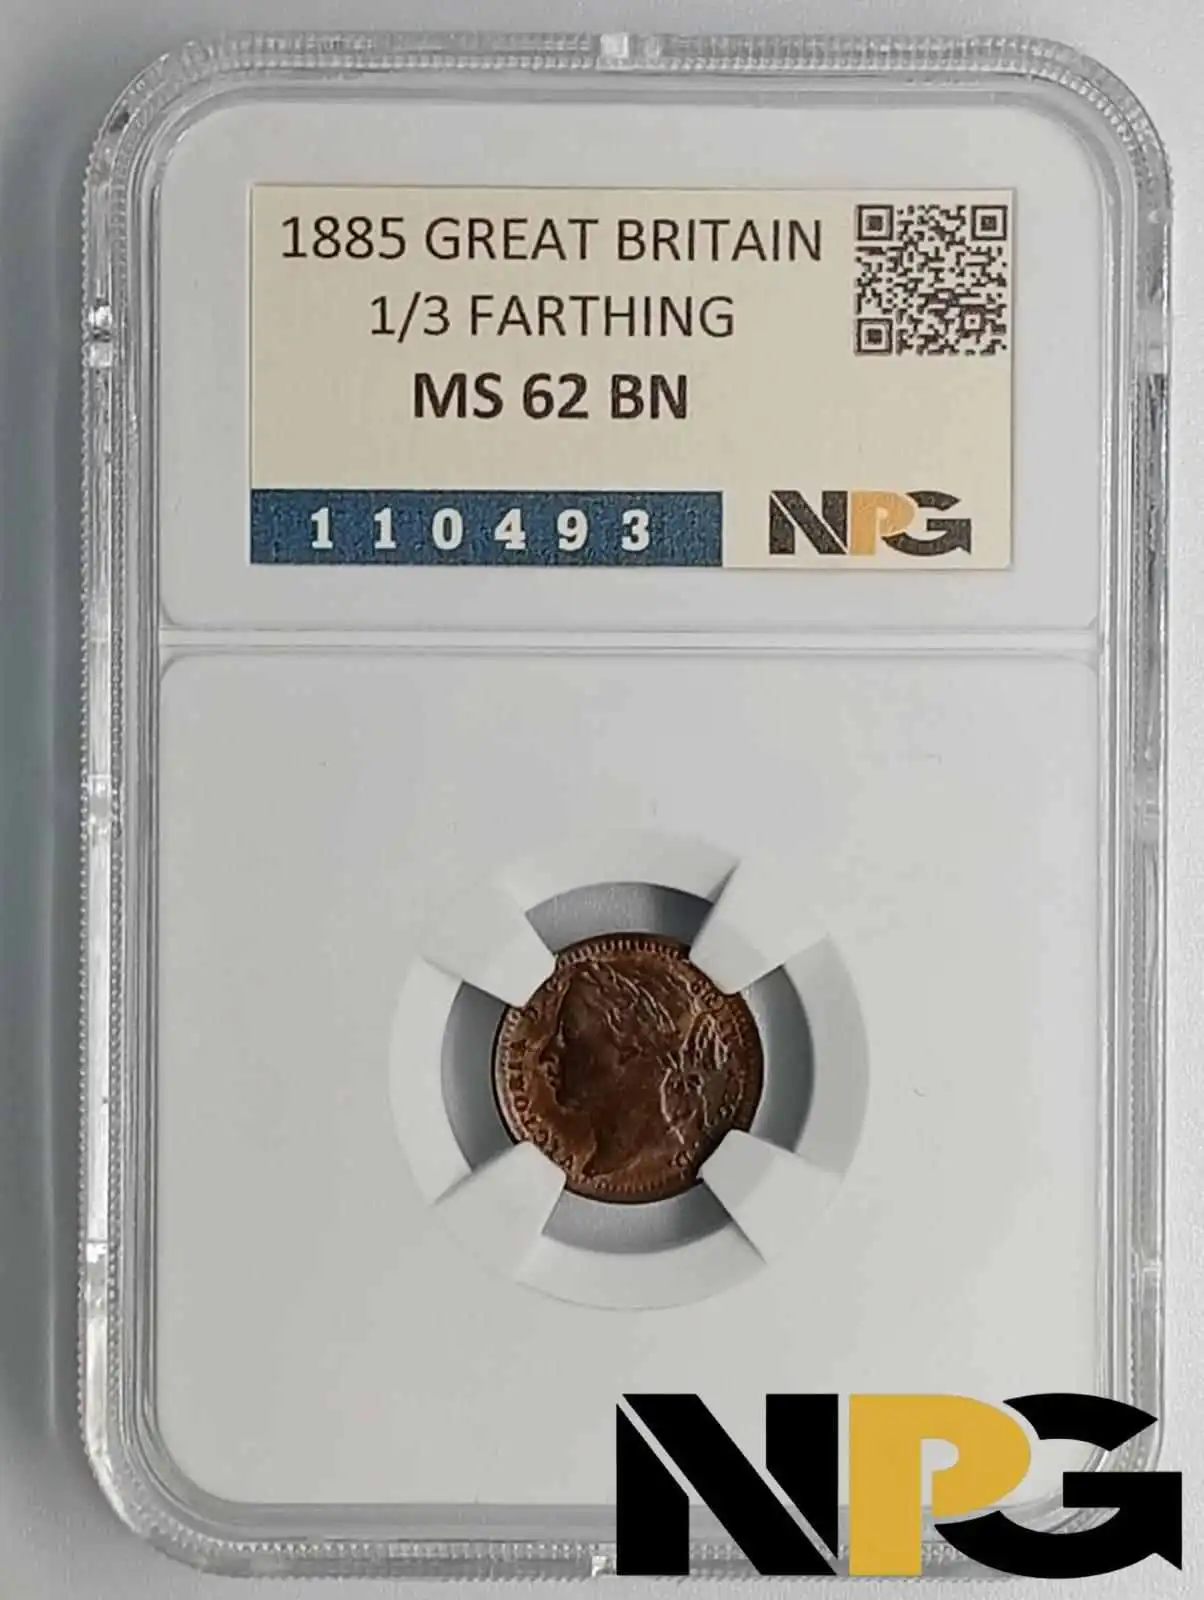 1885 GREAT BRITAIN
1/3 FARTHING
MS 62 BN
110493
NPG
VICTORIA
D.
NPG